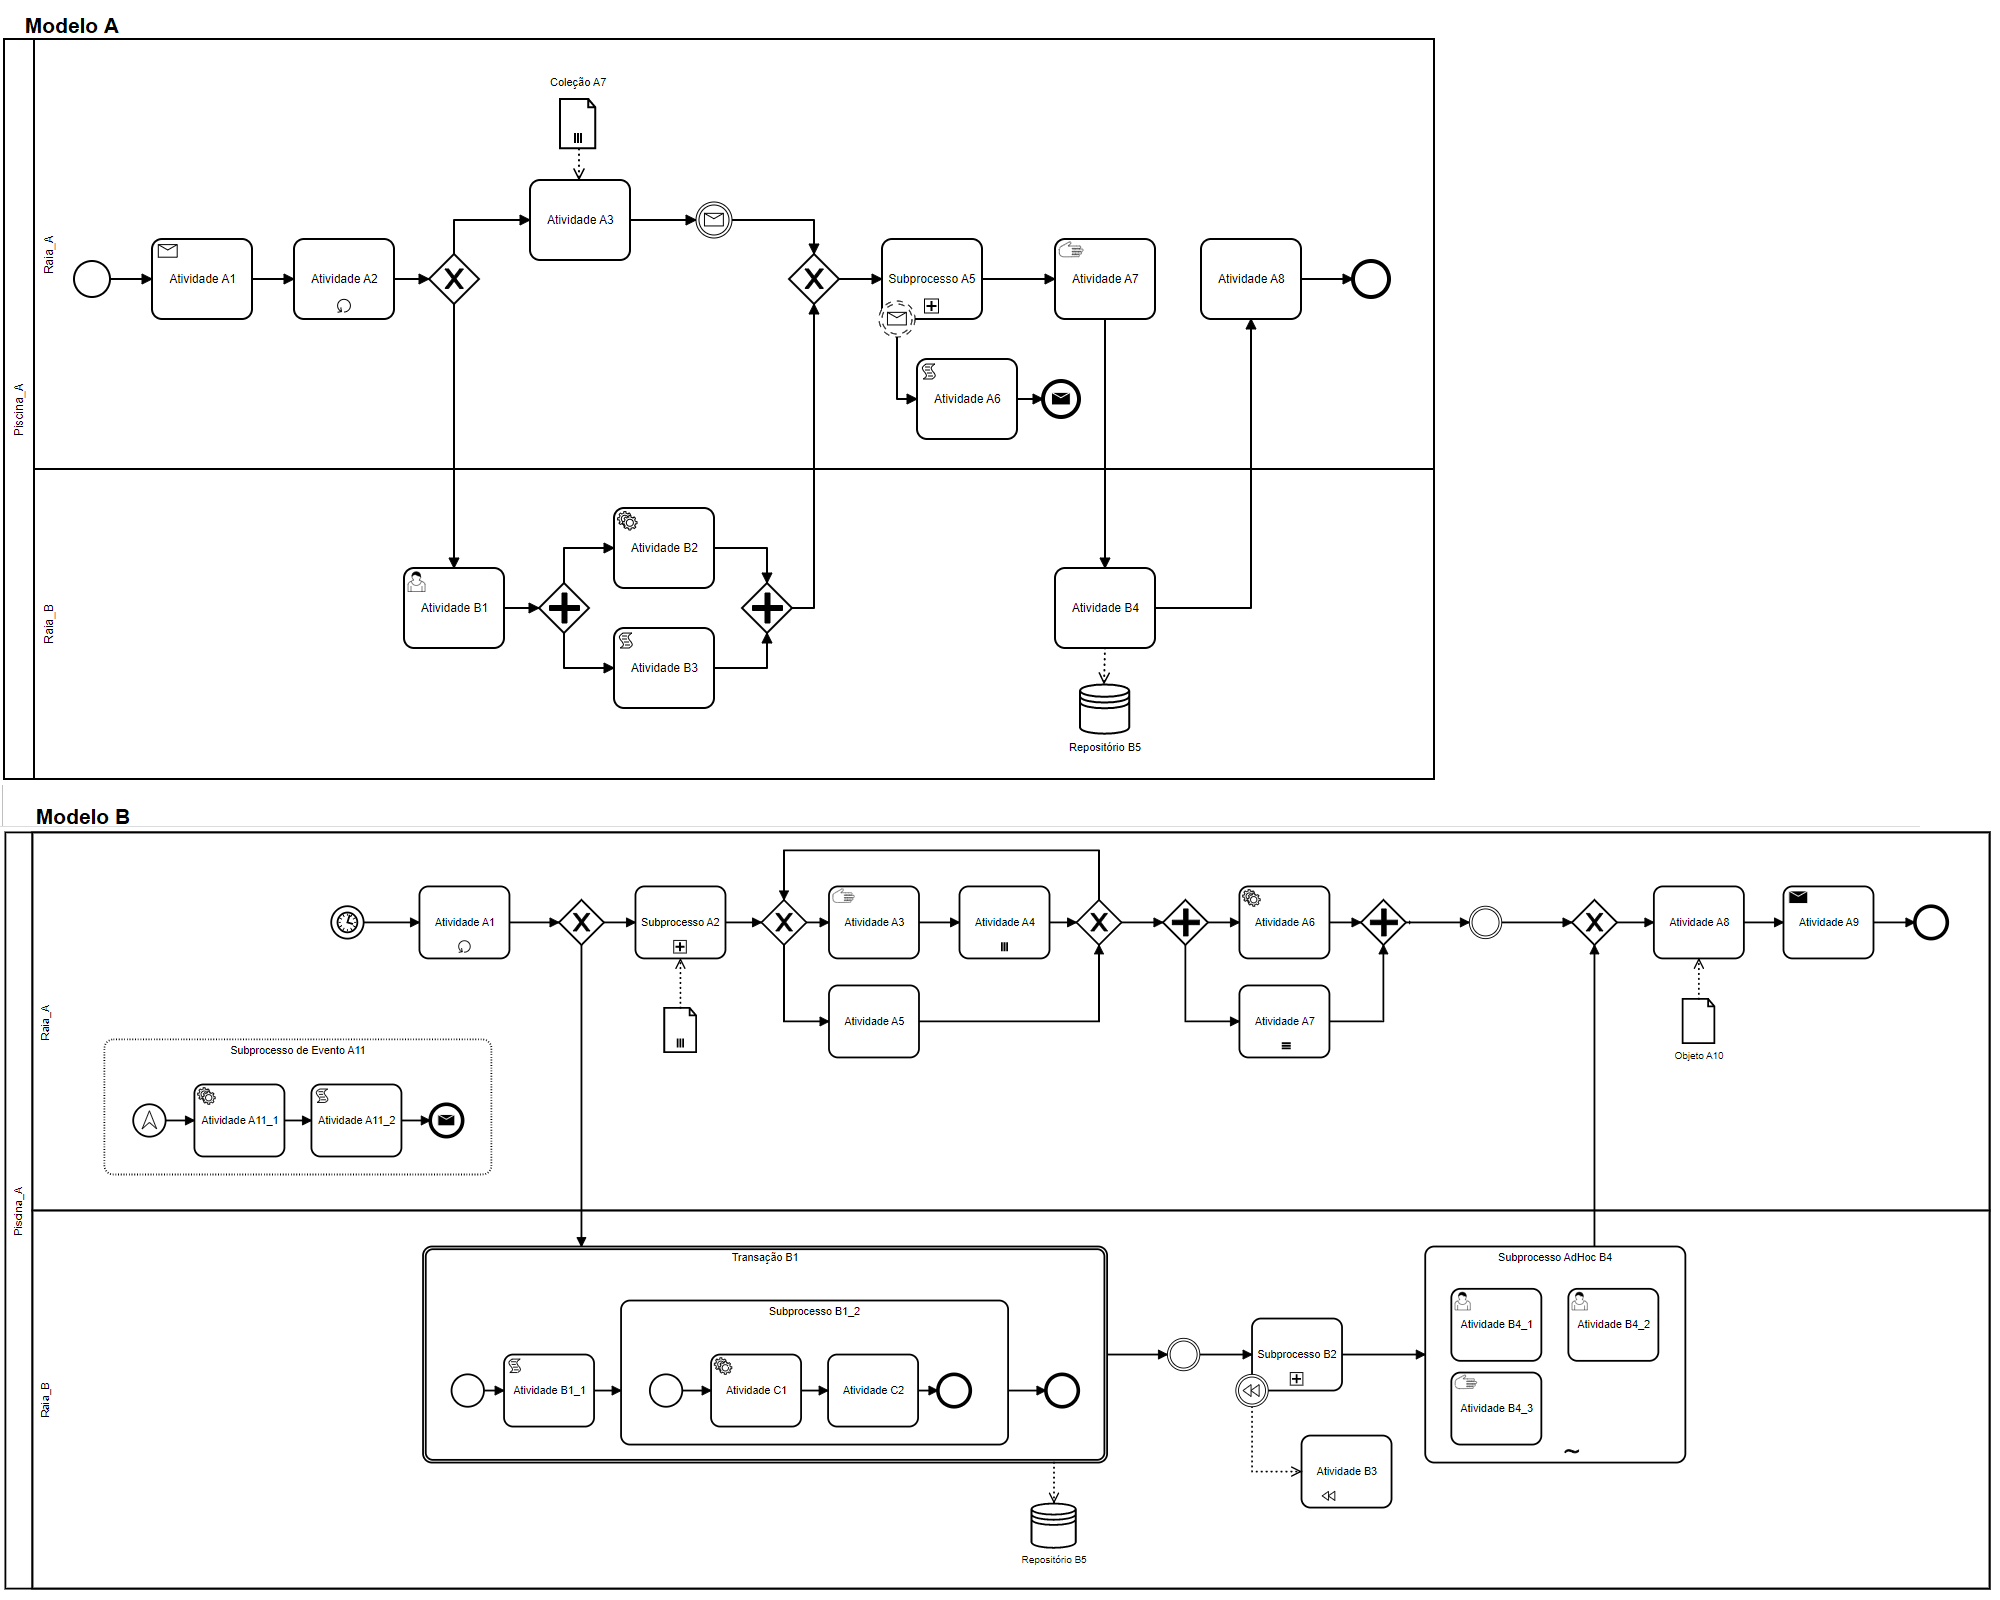 Modelo A
Coleção A7
Atividade A3
Raia_A
Atividade A1
Atividade A2
Subprocesso A5
Atividade A7
Atividade A8
Atividade A6
Piscina_A
Atividade B2
Raia_B
Atividade B1
Atividade B4
Atividade B3
Repositório B5
Modelo B
Atividade A1
Subprocesso A2
Atividade A3
Atividade A4
Atividade A6
Atividade A8
Atividade A9
Raia_A
Atividade A5
Atividade A7
Objeto A10
Subprocesso de Evento A11
Atividade A11_1
Atividade A11_2
Piscina_A
Transação B1
Subprocesso AdHoc B4
Subprocesso B1_2
Atividade B4_1
Atividade B4_2
Subprocesso B2
Raia_B
Atividade B1_1
Atividade C1
Atividade C2
Atividade B4_3
Atividade B3
Repositório B5